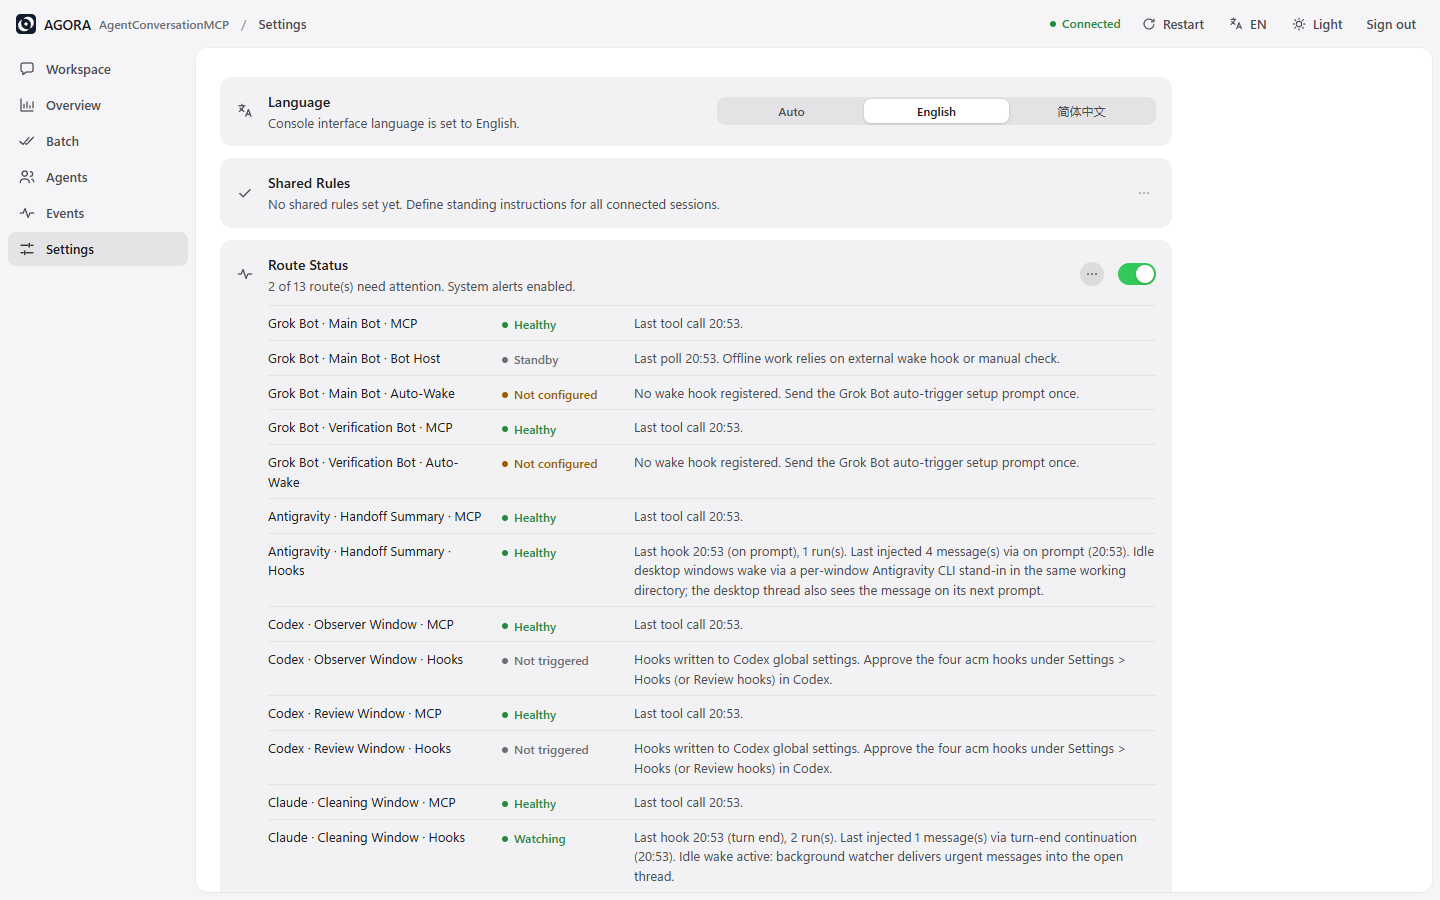 AGORA AgentConversationMCP / Settings
Connected Restart EN Light Sign out
Workspace
Overview
Batch
Agents
Events
Settings
Language
Console interface language is set to English.
Auto English 简体中文
Shared Rules
No shared rules set yet. Define standing instructions for all connected sessions.
Route Status
2 of 13 route(s) need attention. System alerts enabled.
Grok Bot · Main Bot · MCP Healthy Last tool call 20:53.
Grok Bot · Main Bot · Bot Host Standby Last poll 20:53. Offline work relies on external wake hook or manual check.
Grok Bot · Main Bot · Auto-Wake Not configured No wake hook registered. Send the Grok Bot auto-trigger setup prompt once.
Grok Bot · Verification Bot · MCP Healthy Last tool call 20:53.
Grok Bot · Verification Bot · Auto- Not configured No wake hook registered. Send the Grok Bot auto-trigger setup prompt once.
Wake
Antigravity · Handoff Summary · MCP Healthy Last tool call 20:53.
Antigravity · Handoff Summary · Healthy Last hook 20:53 (on prompt), 1 run(s). Last injected 4 message(s) via on prompt (20:53). Idle
Hooks desktop windows wake via a per-window Antigravity CLI stand-in in the same working
directory; the desktop thread also sees the message on its next prompt.
Codex · Observer Window · MCP Healthy Last tool call 20:53.
Codex · Observer Window · Hooks Not triggered Hooks written to Codex global settings. Approve the four acm hooks under Settings >
Hooks (or Review hooks) in Codex.
Codex · Review Window · MCP Healthy Last tool call 20:53.
Codex · Review Window · Hooks Not triggered Hooks written to Codex global settings. Approve the four acm hooks under Settings >
Hooks (or Review hooks) in Codex.
Claude · Cleaning Window · MCP Healthy Last tool call 20:53.
Claude · Cleaning Window · Hooks Watching Last hook 20:53 (turn end), 2 run(s). Last injected 1 message(s) via turn-end continuation
(20:53). Idle wake active: background watcher delivers urgent messages into the open
thread.